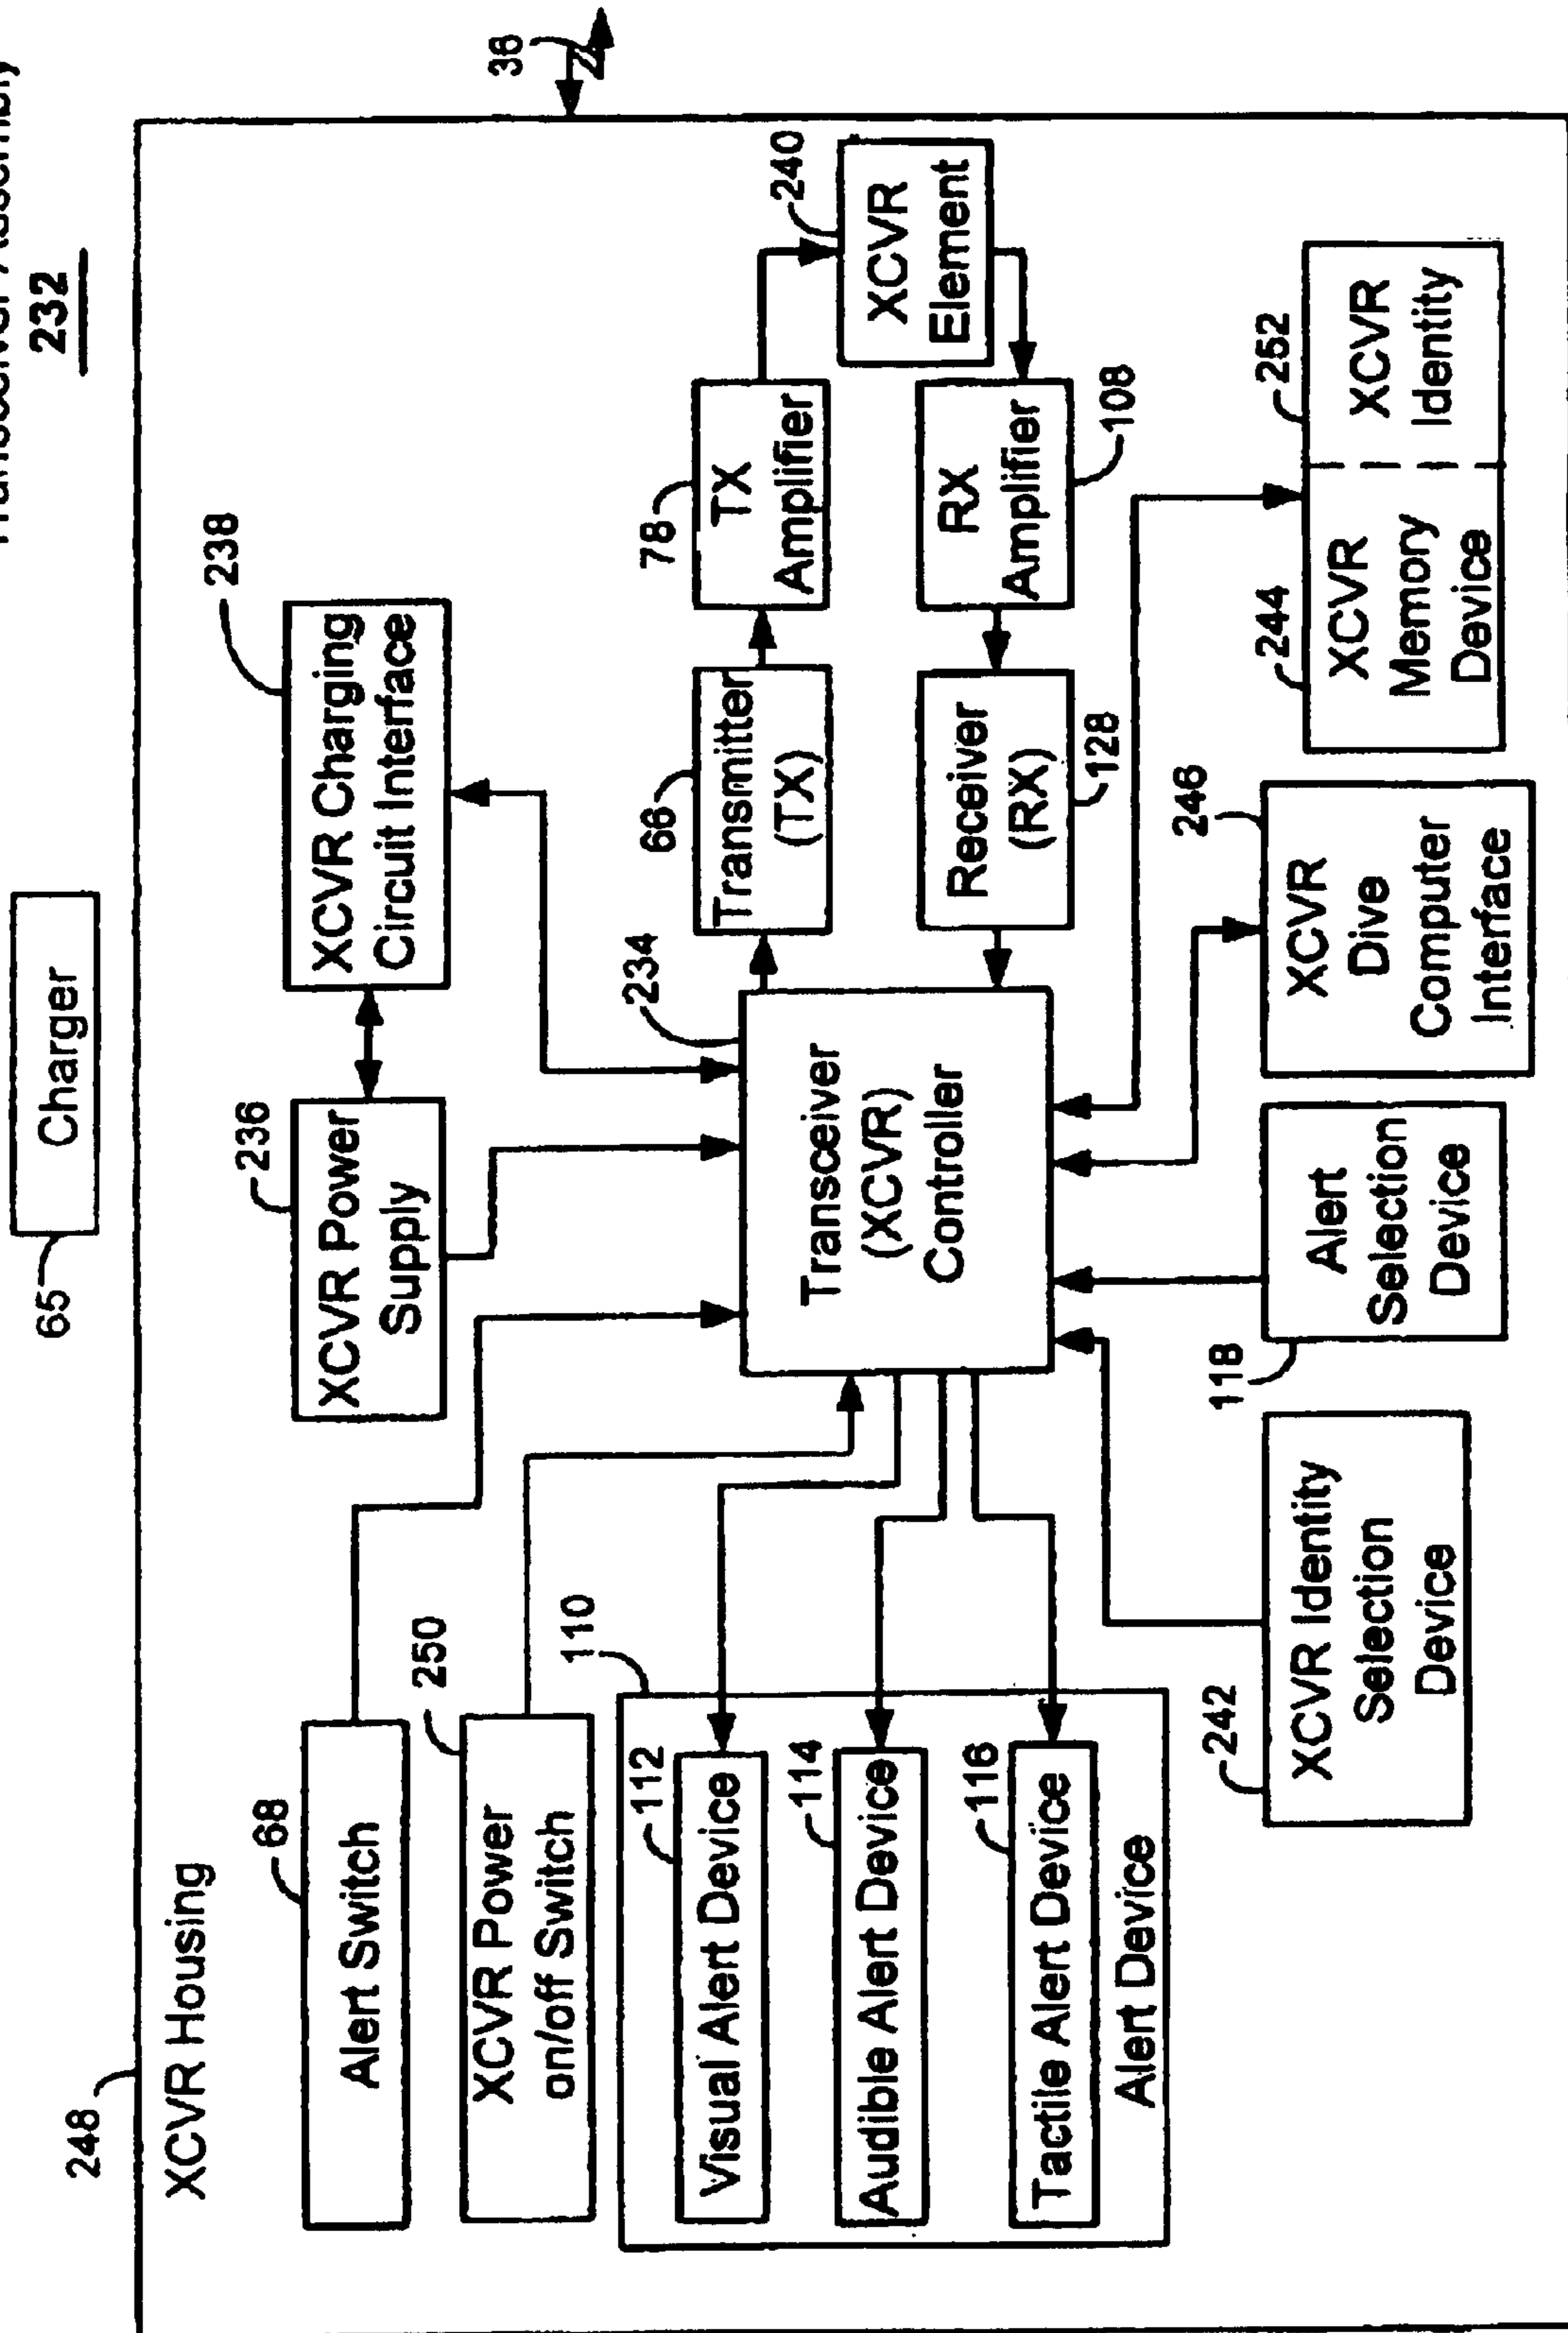 Transceiver Assembly
232
Charger
65
36
248
XCVR Housing
68
Alert Switch
250
XCVR Power
on/off Switch
236
XCVR Power
Supply
238
XCVR Charging
Circuit Interface
110
112
Visual Alert Device
114
Audible Alert Device
116
Tactile Alert Device
Alert Device
234
Transceiver
(XCVR)
Controller
66
Transmitter
(TX)
78
TX
Amplifier
240
XCVR
Element
RX
Amplifier
108
Receiver
(RX)
128
242
XCVR Identity
Selection
Device
118
Alert
Selection
Device
246
XCVR
Dive
Computer
Interface
244
XCVR
Memory
Device
252
XCVR
Identity